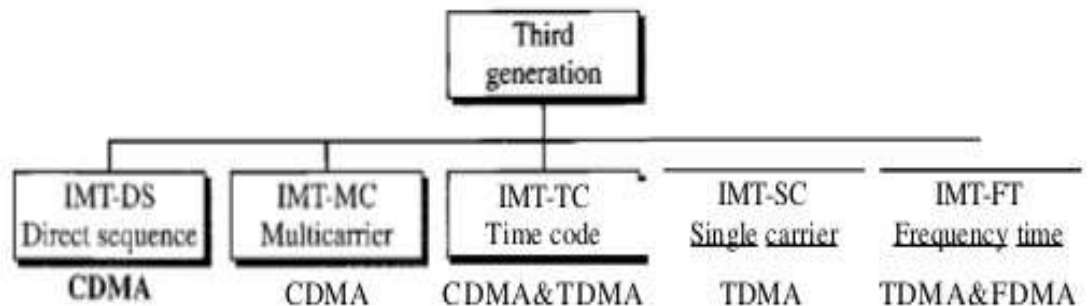 Third
generation
IMT-DS
Direct sequence
CDMA
IMT-MC
Multicarrier
CDMA
IMT-TC
Time code
CDMA&TDMA
IMT-SC
Single carrier
TDMA
IMT-FT
Frequency time
TDMA&FDMA